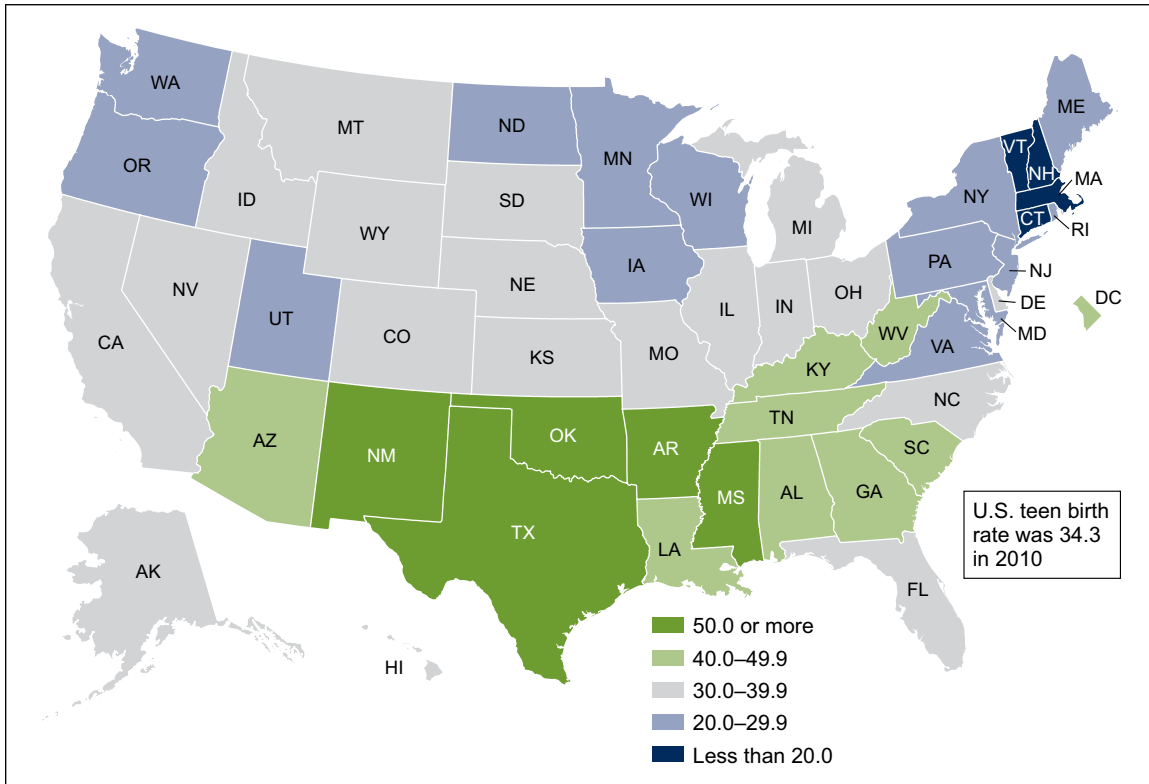 WA
MT
ND
MN
ME
OR
ID
SD
WI
VT
NH
MA
NY
WY
MI
CT
RI
IA
PA
NJ
NE
NV
UT
IL
IN
OH
DE
DC
CA
CO
WV
MD
KS
MO
VA
KY
NC
TN
AZ
OK
AR
SC
NM
MS
AL
GA
TX
LA
U.S. teen birth
rate was 34.3
in 2010
AK
FL
HI
50.0 or more
40.0–49.9
30.0–39.9
20.0–29.9
Less than 20.0